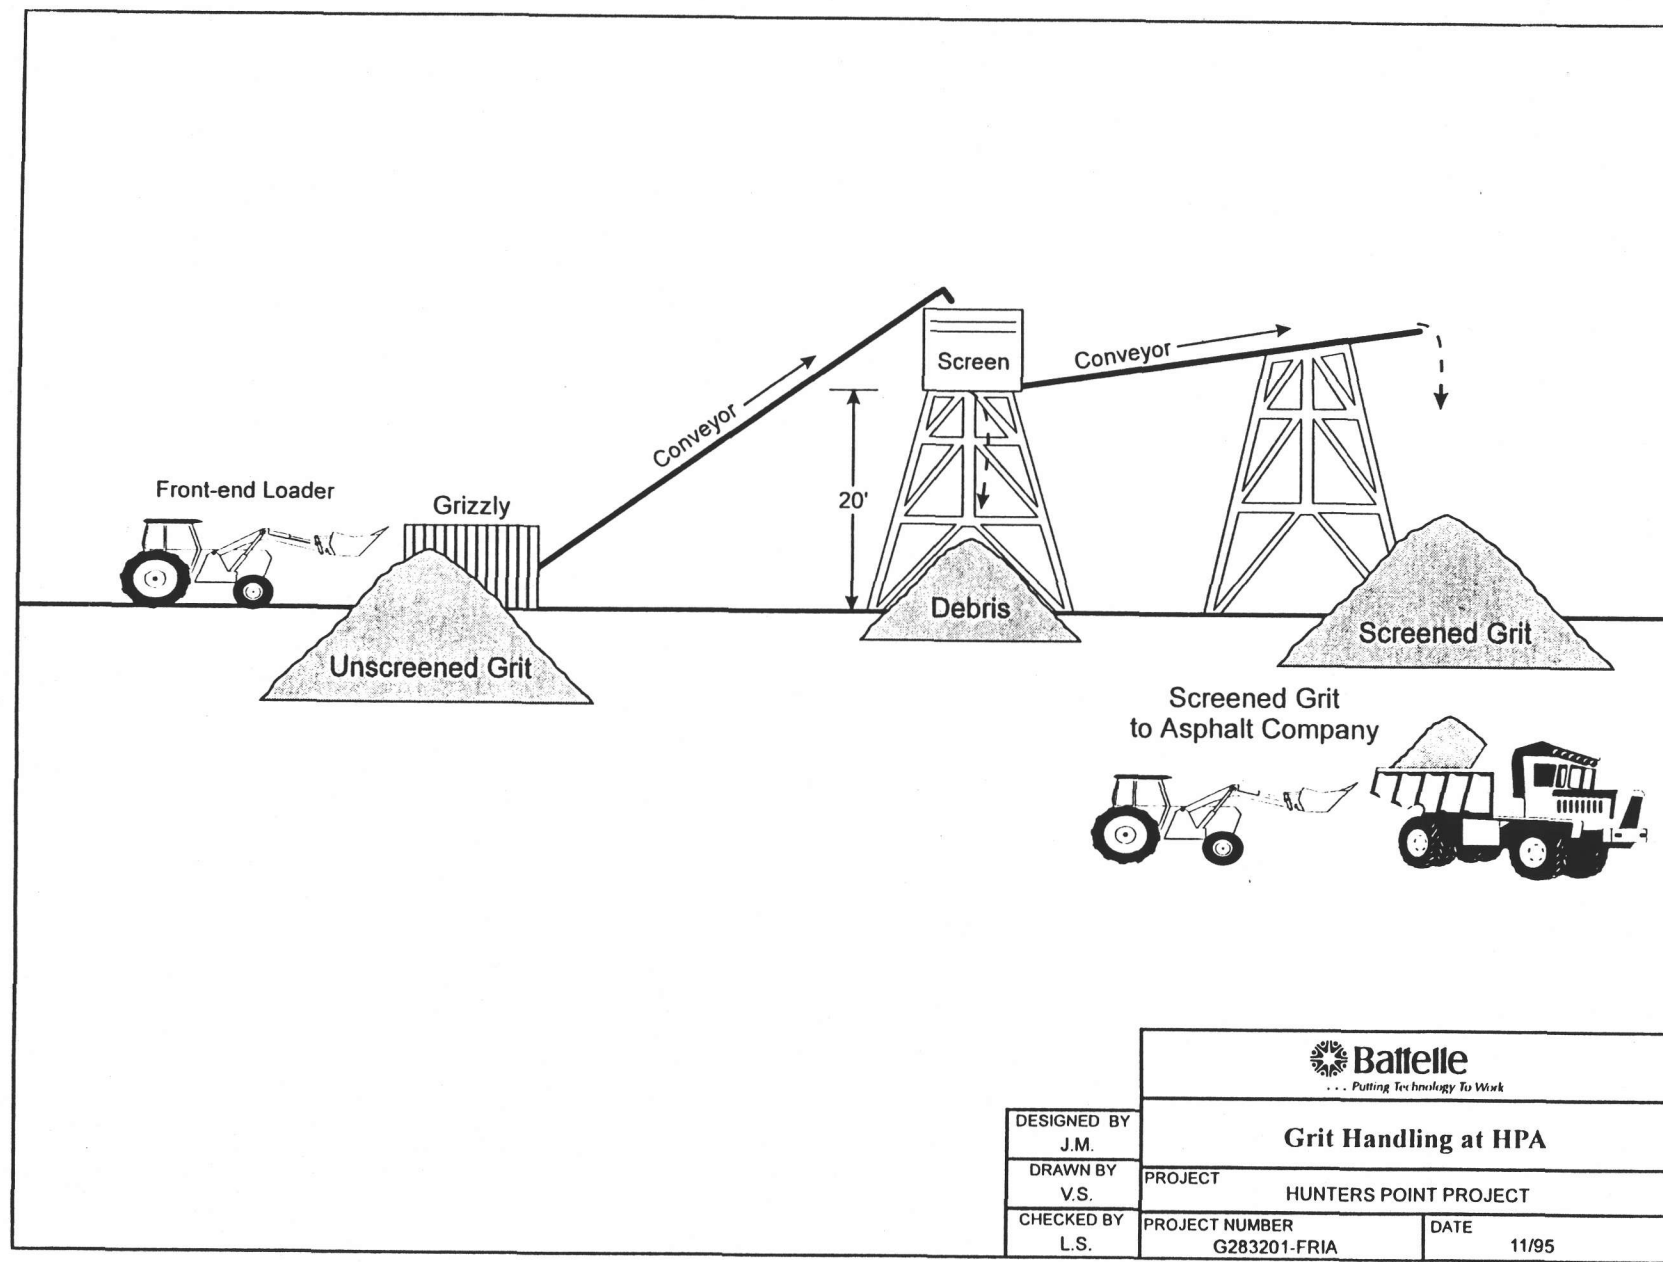 Conveyor
Screen
Conveyor
20'
Front-end Loader
Grizzly
Debris
Unscreened Grit
Screened Grit
Screened Grit
to Asphalt Company
Battelle
. . . Putting Technology To Work
DESIGNED BY
J.M.
Grit Handling at HPA
DRAWN BY
V.S.
PROJECT
HUNTERS POINT PROJECT
CHECKED BY
L.S.
PROJECT NUMBER
G283201-FRIA
DATE
11/95